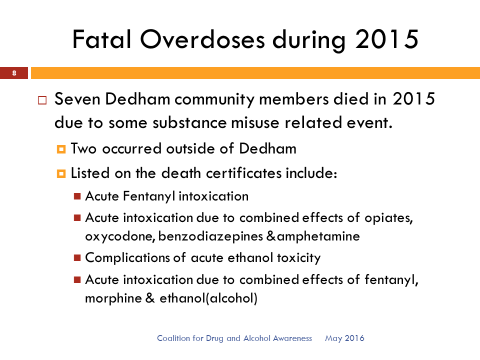 Fatal Overdoses during 2015
8
Seven Dedham community members died in 2015
due to some substance misuse related event.
Two occurred outside of Dedham
Listed on the death certificates include:
Acute Fentanyl intoxication
Acute intoxication due to combined effects of opiates,
oxycodone, benzodiazepines &amphetamine
Complications of acute ethanol toxicity
Acute intoxication due to combined effects of fentanyl,
morphine & ethanol(alcohol)
Coalition for Drug and Alcohol Awareness May 2016